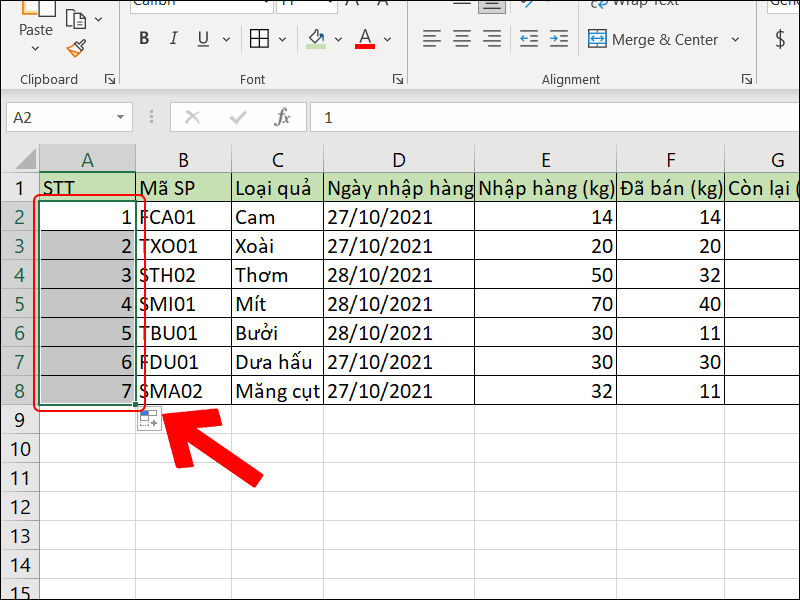 Wrap Text
Paste
B I U A
Merge & Center $
Clipboard Font Alignment
A2 fx 1
A B C D E F G
1 STT Mã SP Loại quả Ngày nhập hàng Nhập hàng (kg) Đã bán (kg) Còn lại (
2 1 FCA01 Cam 27/10/2021 14 14
3 2 TXO01 Xoài 27/10/2021 20 20
4 3 STH02 Thơm 28/10/2021 50 32
5 4 SMI01 Mít 28/10/2021 70 40
6 5 TBU01 Bưởi 28/10/2021 30 11
7 6 FDU01 Dưa hấu 27/10/2021 30 30
8 7 SMA02 Măng cụt 27/10/2021 32 11
9
10
11
12
13
14
15